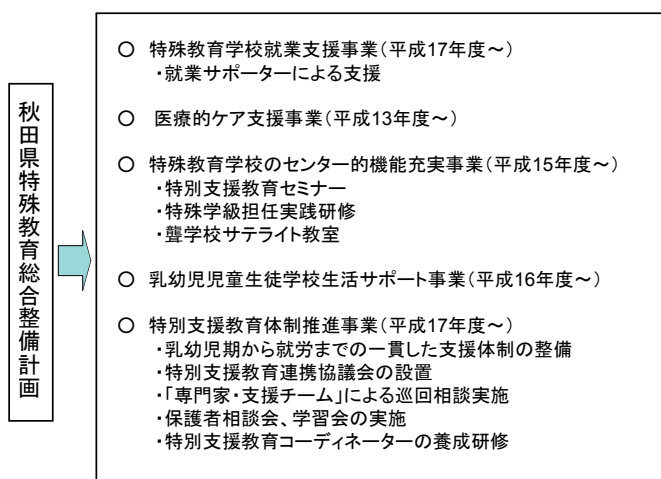 秋田県特殊教育総合整備計画
○ 特殊教育学校就業支援事業(平成17年度～)
・就業サポーターによる支援
○ 医療的ケア支援事業(平成13年度～)
○ 特殊教育学校のセンター的機能充実事業(平成15年度～)
・特別支援教育セミナー
・特殊学級担任実践研修
・聾学校サテライト教室
○ 乳幼児児童生徒学校生活サポート事業(平成16年度～)
○ 特別支援教育体制推進事業(平成17年度～)
・乳幼児期から就労までの一貫した支援体制の整備
・特別支援教育連携協議会の設置
・「専門家・支援チーム」による巡回相談実施
・保護者相談会、学習会の実施
・特別支援教育コーディネーターの養成研修